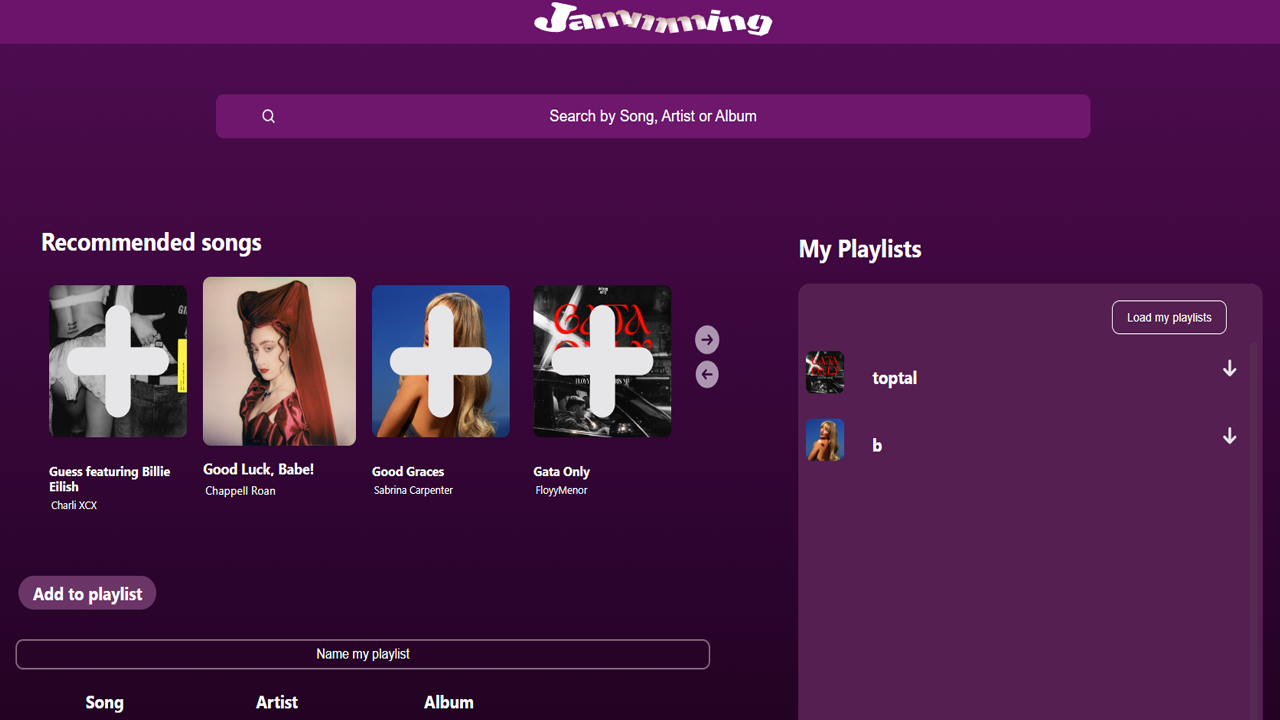 Jammming
Search by Song, Artist or Album
Recommended songs
My Playlists
Load my playlists
GATA
toptal
b
Guess featuring Billie
Eilish
Charli XCX
Good Luck, Babe!
Chappell Roan
Good Graces
Sabrina Carpenter
Gata Only
FloyyMenor
Add to playlist
Name my playlist
Song Artist Album